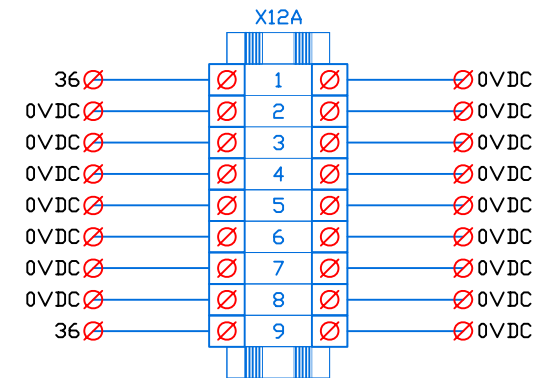 X12A
36 1 0VDC
0VDC 2 0VDC
0VDC 3 0VDC
0VDC 4 0VDC
0VDC 5 0VDC
0VDC 6 0VDC
0VDC 7 0VDC
0VDC 8 0VDC
36 9 0VDC